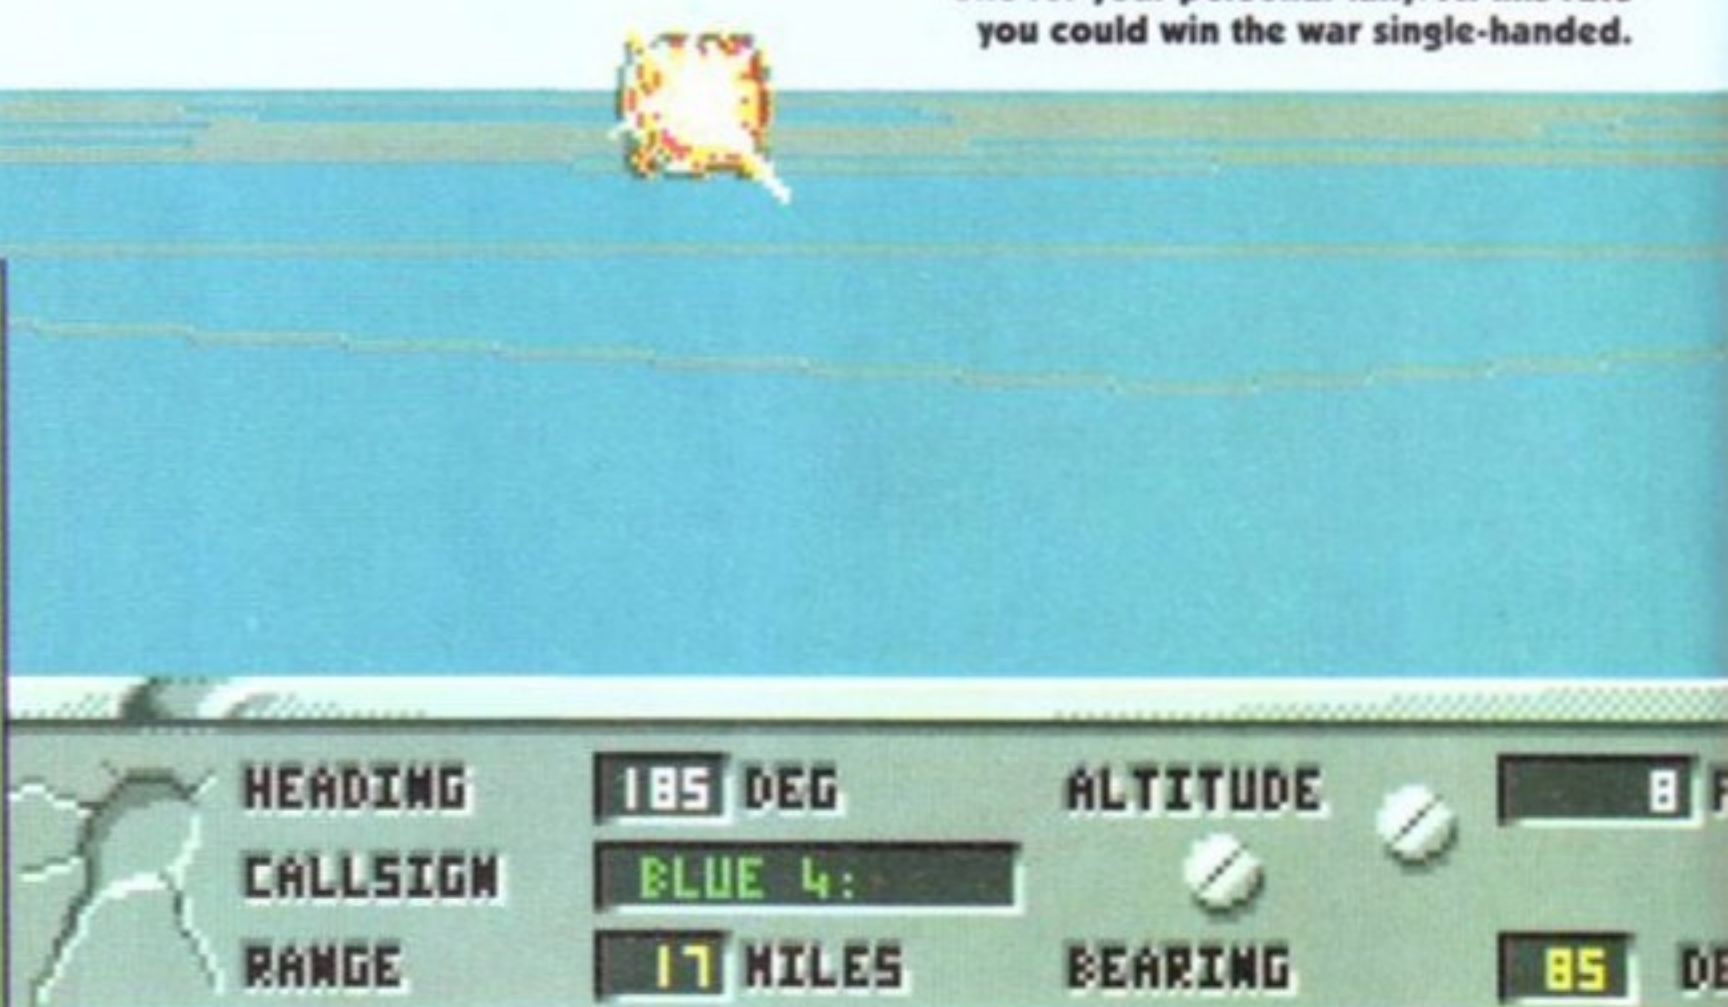 you could win the war single-handed.
HEADING 185 DEG ALTITUDE 8
CALLSIGN BLUE 4:
RANGE 17 MILES BEARING 85